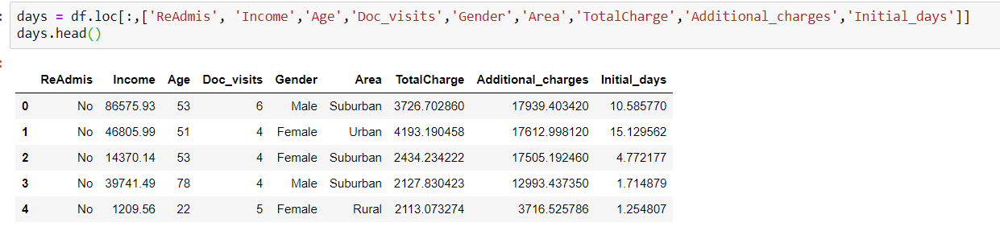 days = df.loc[:,['ReAdmis', 'Income','Age','Doc_visits','Gender','Area','TotalCharge','Additional_charges','Initial_days']]
days.head()
ReAdmis Income Age Doc_visits Gender Area TotalCharge Additional_charges Initial_days
0 No 86575.93 53 6 Male Suburban 3726.702860 17939.403420 10.585770
1 No 46805.99 51 4 Female Urban 4193.190458 17612.998120 15.129562
2 No 14370.14 53 4 Female Suburban 2434.234222 17505.192460 4.772177
3 No 39741.49 78 4 Male Suburban 2127.830423 12993.437350 1.714879
4 No 1209.56 22 5 Female Rural 2113.073274 3716.525786 1.254807